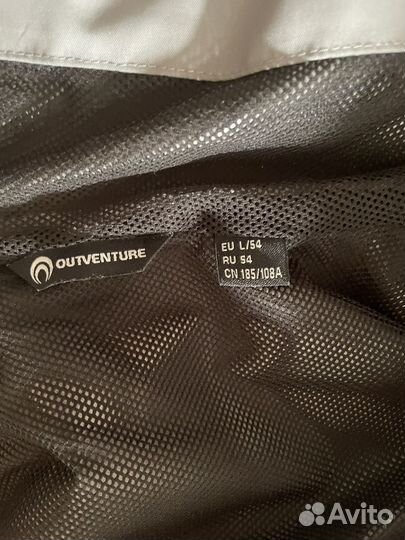 OUTVENTURE
EU L/54
RU 54
CN 185/108A
Avito